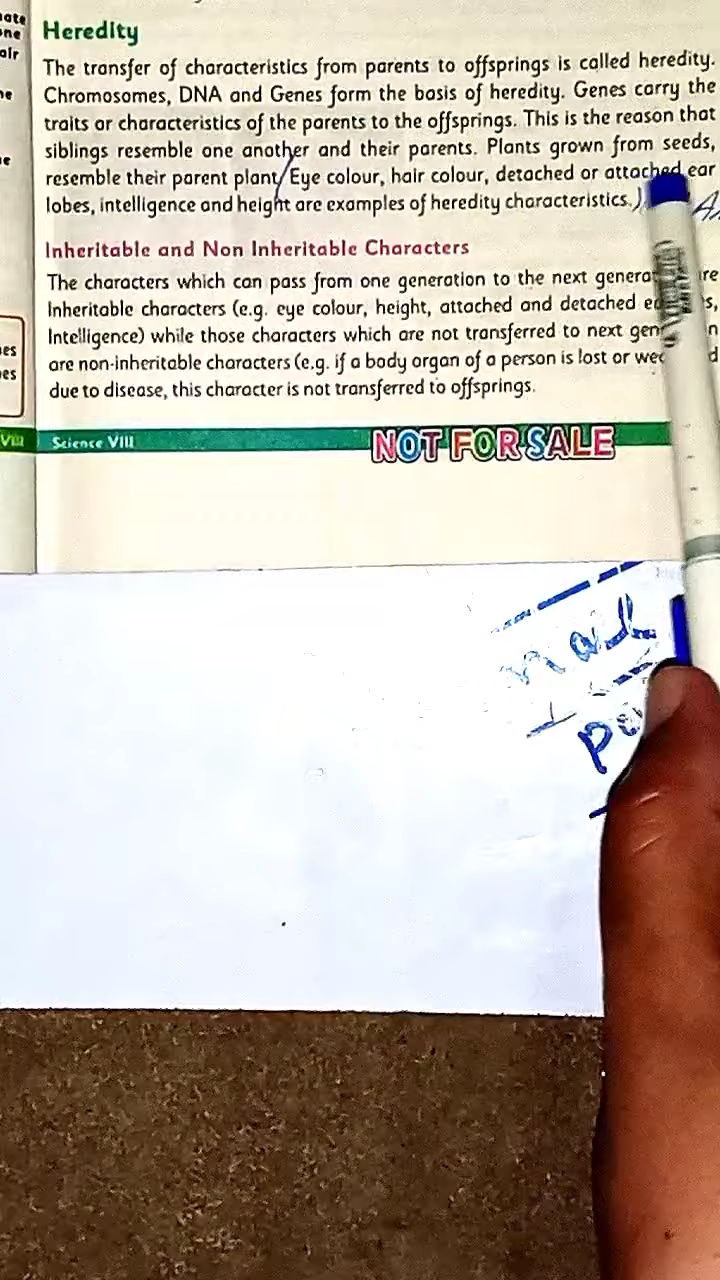 Heredity
The transfer of characteristics from parents to offsprings is called heredity.
Chromosomes, DNA and Genes form the basis of heredity. Genes carry the
traits or characteristics of the parents to the offsprings. This is the reason that
siblings resemble one another and their parents. Plants grown from seeds,
resemble their parent plant. Eye colour, hair colour, detached or attached ear
lobes, intelligence and height are examples of heredity characteristics.)
Inheritable and Non Inheritable Characters
The characters which can pass from one generation to the next
Inheritable characters (e.g. eye colour, height, attached and detached
Intelligence) while those characters which are not transferred to next
are non-inheritable characters (e.g. if a body organ of a person is lost or
due to disease, this character is not transferred to offsprings.
VIII Science VIII NOT FOR SALE